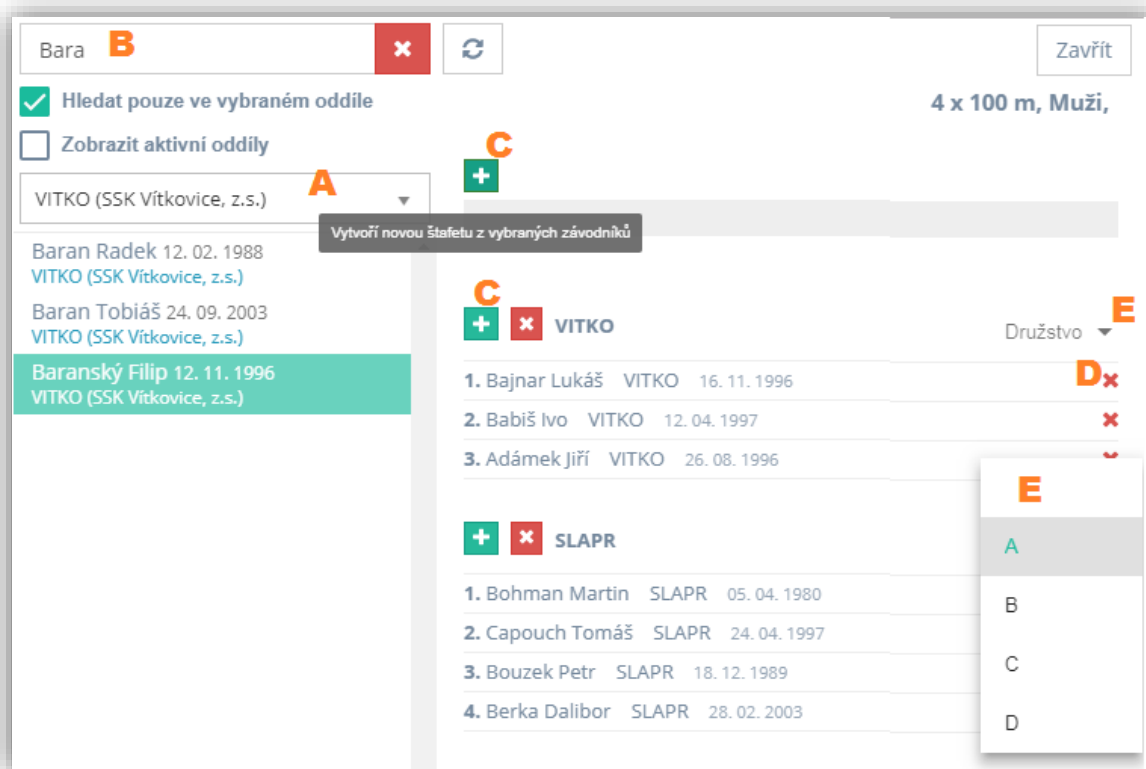 Bara B
Zavřít
Hledat pouze ve vybraném oddíle
4 x 100 m, Muži,
Zobrazit aktivní oddíly
C
A
VITKO (SSK Vítkovice, z.s.)
Vytvoří novou štafetu z vybraných závodníků
Baran Radek 12. 02. 1988
VITKO (SSK Vítkovice, z.s.)
Baran Tobiáš 24. 09. 2003
VITKO (SSK Vítkovice, z.s.)
Baranský Filip 12. 11. 1996
VITKO (SSK Vítkovice, z.s.)
C
E
VITKO
Družstvo
D
1. Bajnar Lukáš VITKO 16. 11. 1996
2. Babiš Ivo VITKO 12. 04. 1997
3. Adámek Jiří VITKO 26. 08. 1996
SLAPR
1. Bohman Martin SLAPR 05. 04. 1980
2. Capouch Tomáš SLAPR 24. 04. 1997
3. Bouzek Petr SLAPR 18. 12. 1989
4. Berka Dalibor SLAPR 28. 02. 2003
E
A
B
C
D